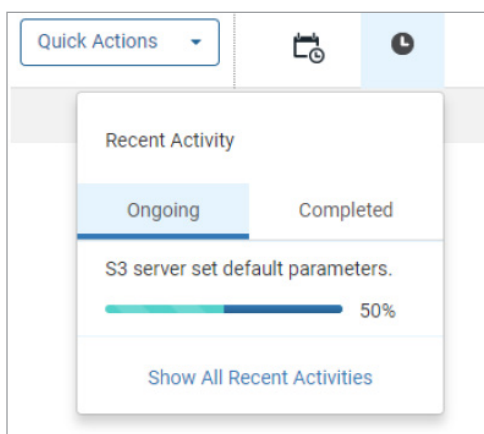 Quick Actions
Recent Activity
Ongoing
Completed
S3 server set default parameters.
50%
Show All Recent Activities